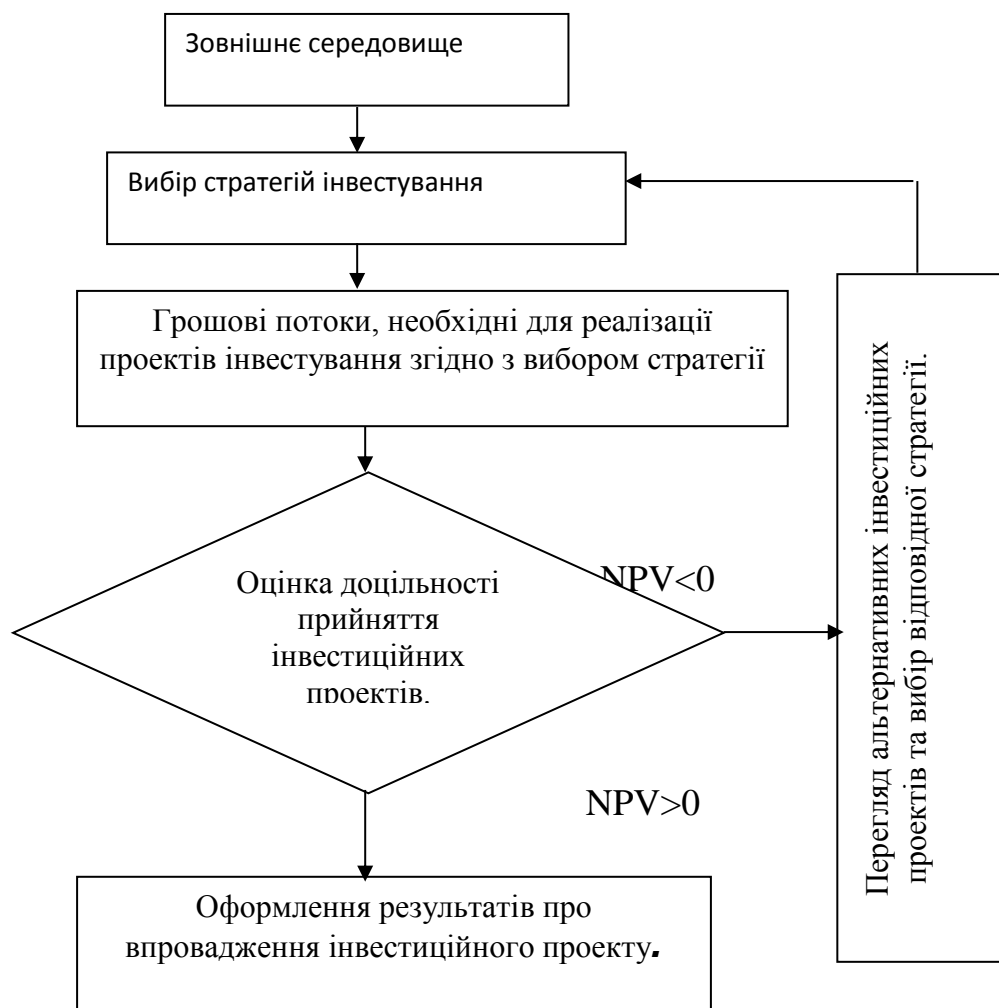 Зовнішнє середовище
Вибір стратегій інвестування
Грошові потоки, необхідні для реалізації
проектів інвестування згідно з вибором стратегії
Оцінка доцільності
прийняття
інвестиційних
проектів.
NPV<0
NPV>0
Перегляд альтернативних інвестиційних
проектів та вибір відповідної стратегії.
Оформлення результатів про
впровадження інвестиційного проекту.